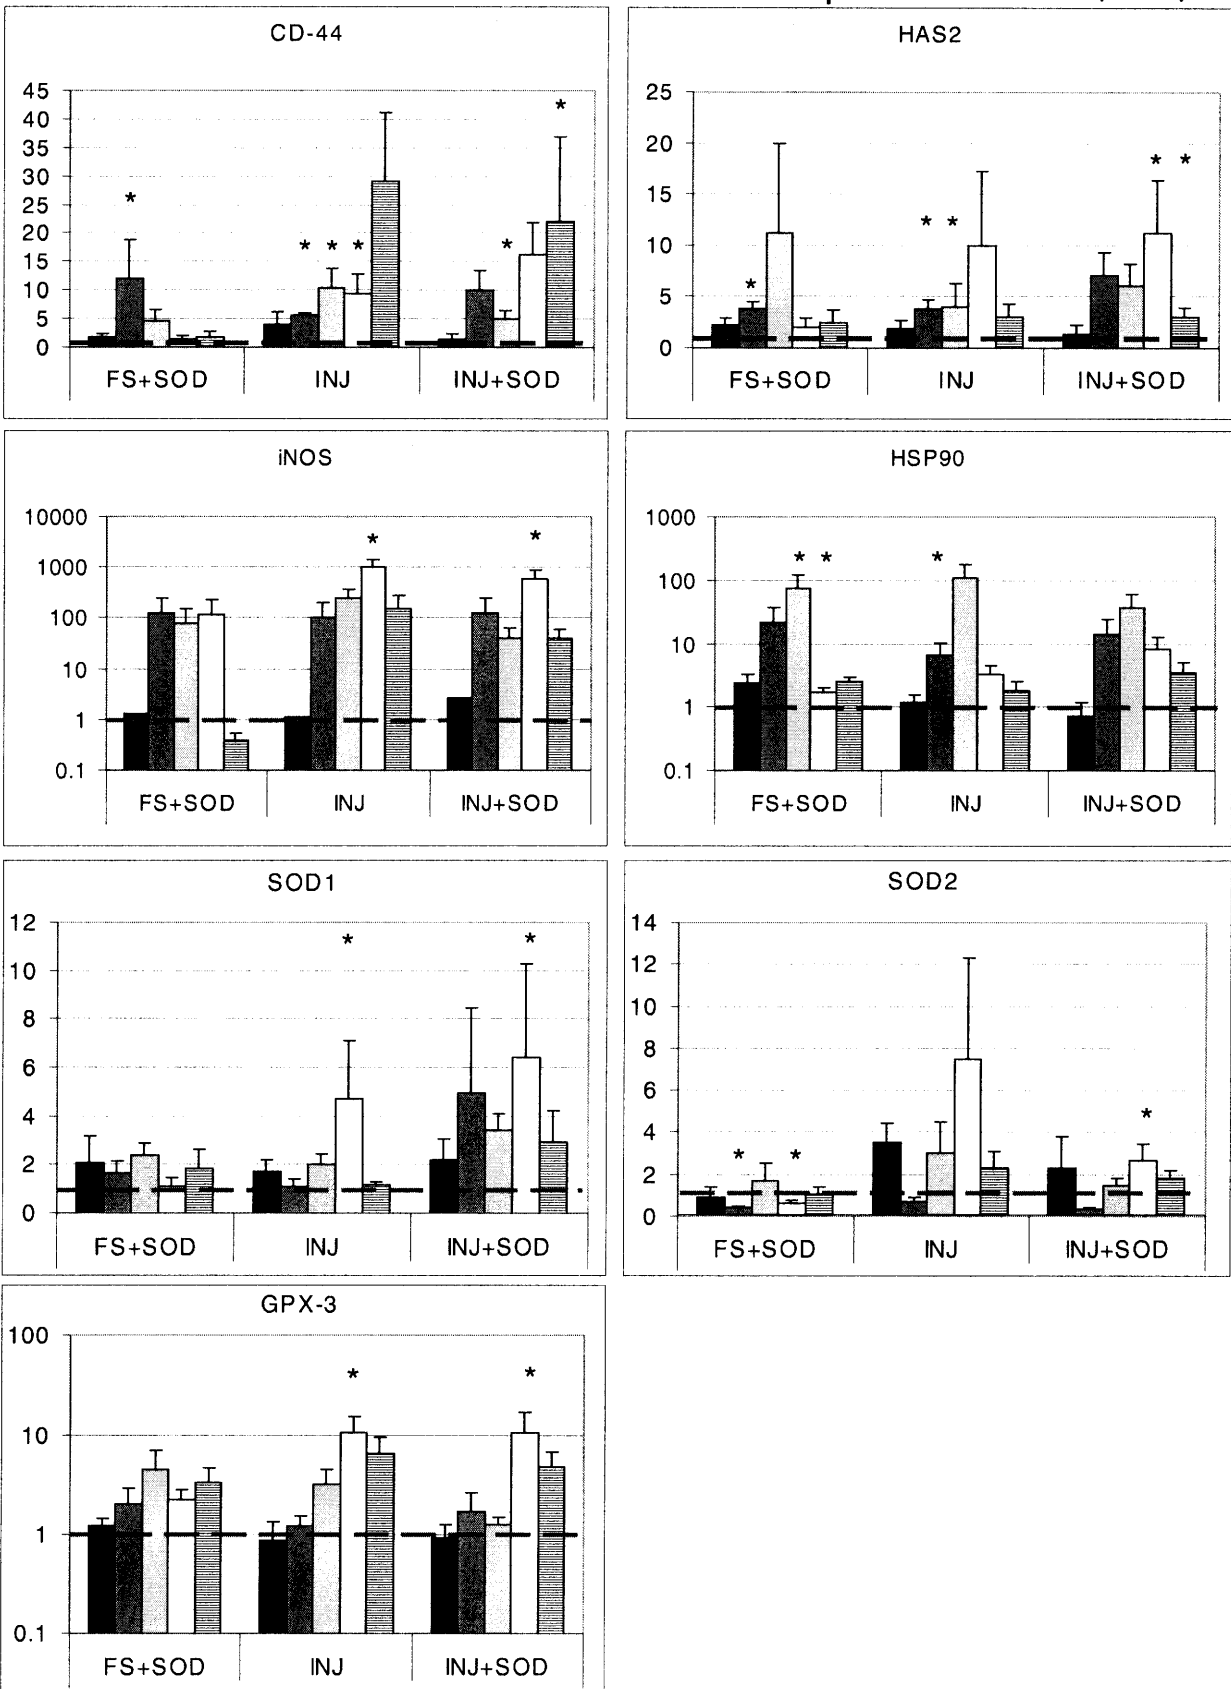 CD-44
45
40
35
30
25
20
15
10
5
0
* * * * * *
FS+SOD INJ INJ+SOD
HAS2
25
20
15
10
5
0
* * * * *
FS+SOD INJ INJ+SOD
iNOS
10000
1000
100
10
1
0.1
* *
FS+SOD INJ INJ+SOD
HSP90
1000
100
10
1
0.1
* * *
FS+SOD INJ INJ+SOD
SOD1
12
10
8
6
4
2
0
* *
FS+SOD INJ INJ+SOD
SOD2
14
12
10
8
6
4
2
0
* * *
FS+SOD INJ INJ+SOD
GPX-3
100
10
1
0.1
* *
FS+SOD INJ INJ+SOD